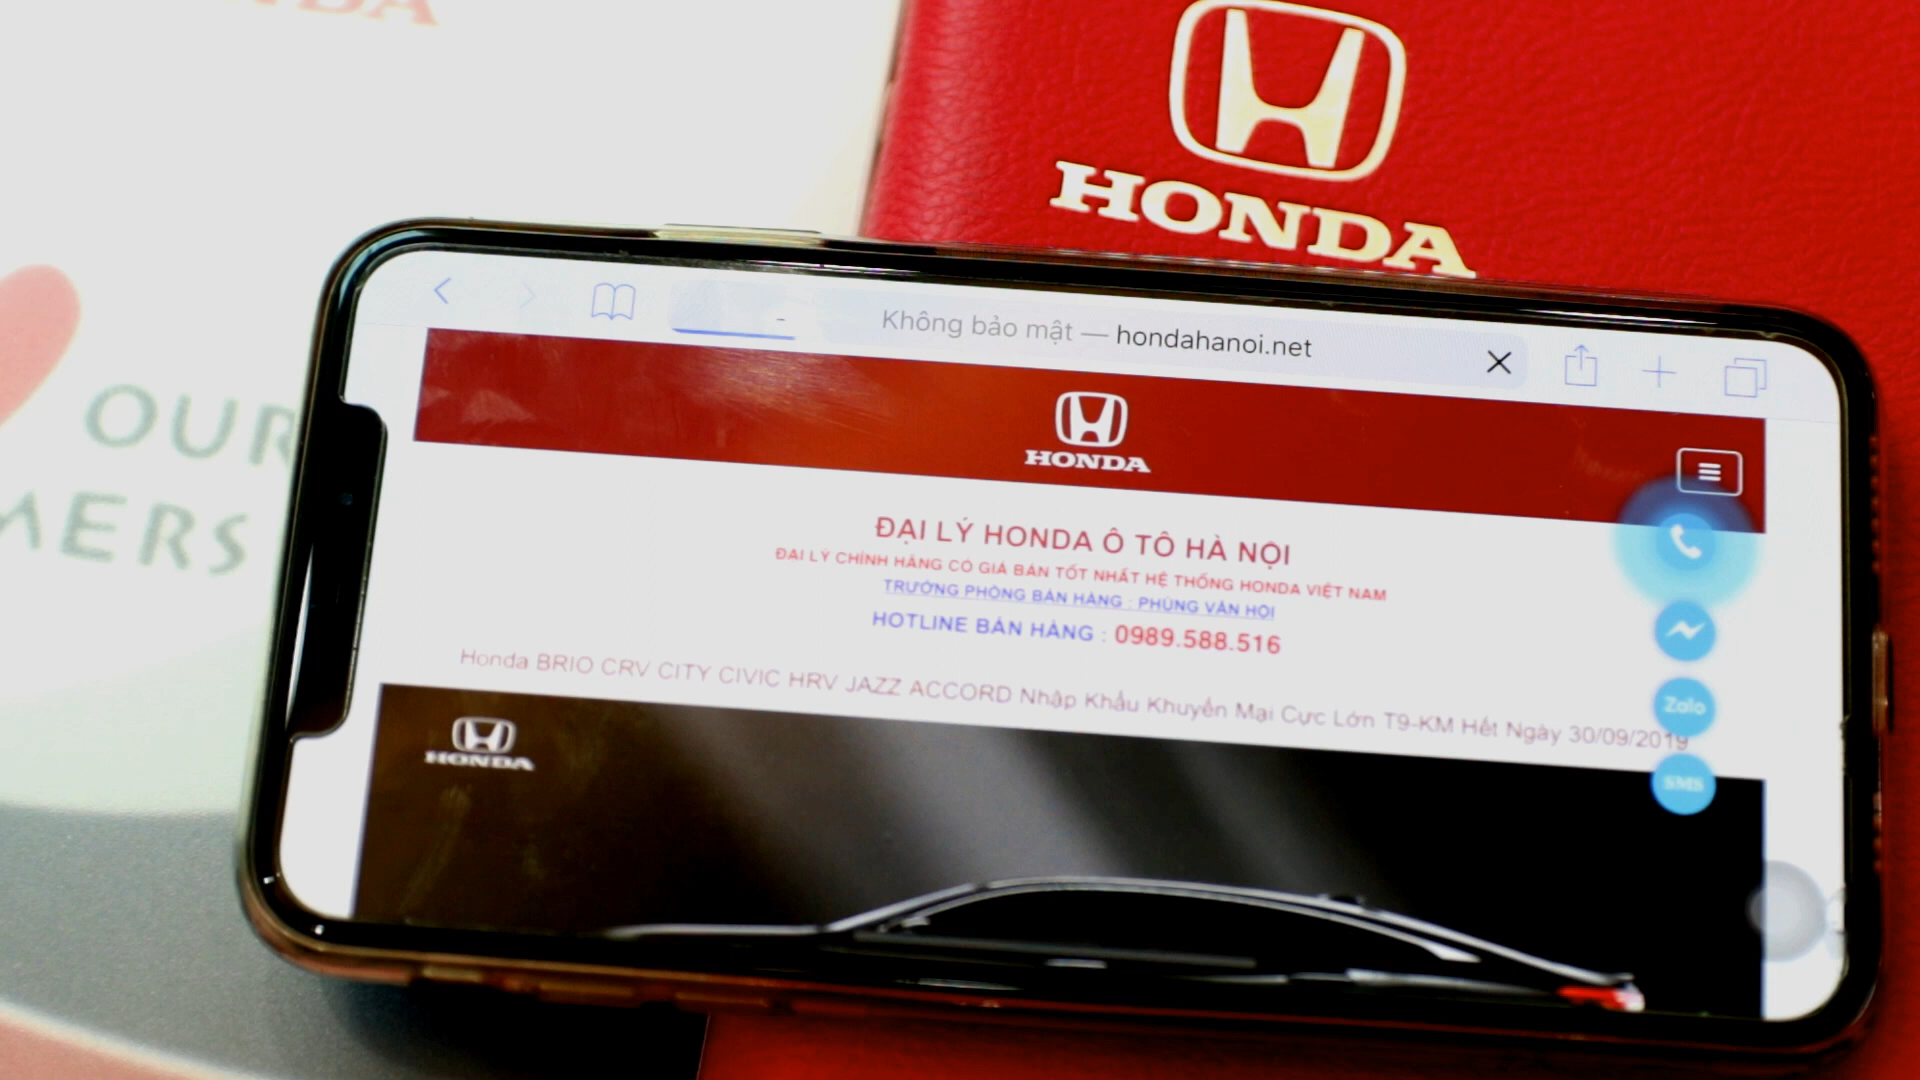 HONDA
OUR
MERS
Không bảo mật — hondahanoi.net
HONDA
ĐẠI LÝ HONDA Ô TÔ HÀ NỘI
ĐẠI LÝ CHÍNH HÃNG CÓ GIÁ BÁN TỐT NHẤT HỆ THỐNG HONDA VIỆT NAM
TRƯỞNG PHÒNG BÁN HÀNG : PHÙNG VĂN HỢI
HOTLINE BÁN HÀNG : 0989.588.516
Honda BRIO CRV CITY CIVIC HRV JAZZ ACCORD Nhập Khẩu Khuyến Mại Cực Lớn T9-KM Hết Ngày 30/09/2019
Zalo
SMS
HONDA